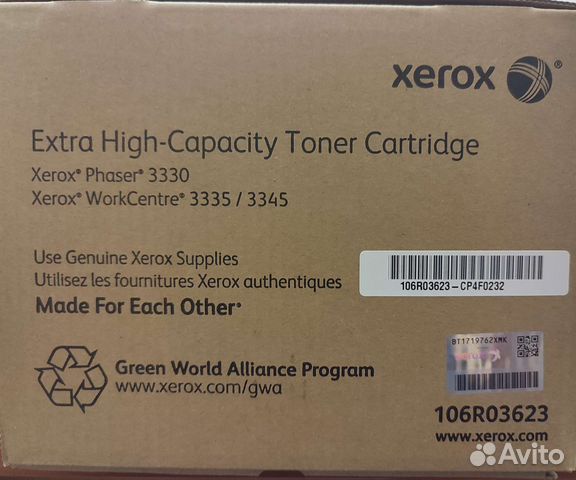 xerox®
Extra High-Capacity Toner Cartridge
Xerox® Phaser® 3330
Xerox® WorkCentre® 3335 / 3345
Use Genuine Xerox Supplies
Utilisez les fournitures Xerox authentiques
Made For Each Other®
106R03623-CP4F0232
BT1719762XMK
Green World Alliance Program
www.xerox.com/gwa
106R03623
www.xerox.com
Avito